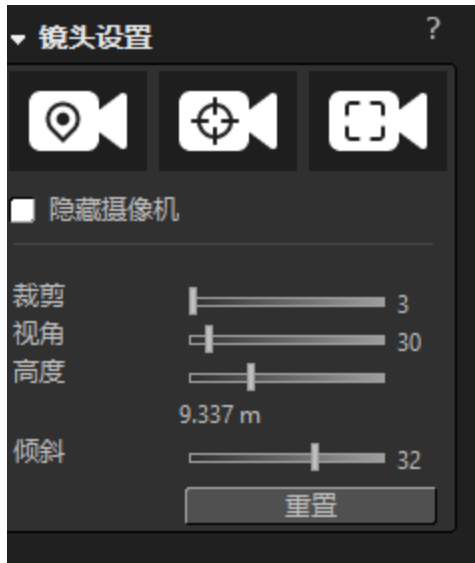 镜头设置 ?
隐藏摄像机
裁剪 3
视角 30
高度
9.337 m
倾斜 32
重置